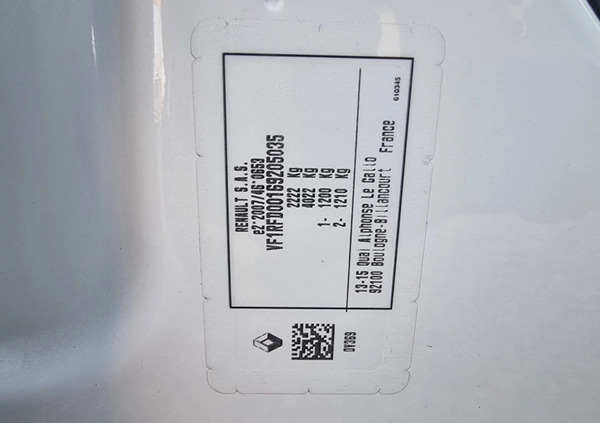 RENAULT S.A.S.
e2*2007/46*0653
VF1RFD00169205035
2222 Kg
4022 Kg
1- 1200 Kg
2- 1210 Kg
13-15 Quai Alphonse Le Gallo
92100 Boulogne-Billancourt France
610345
OV369